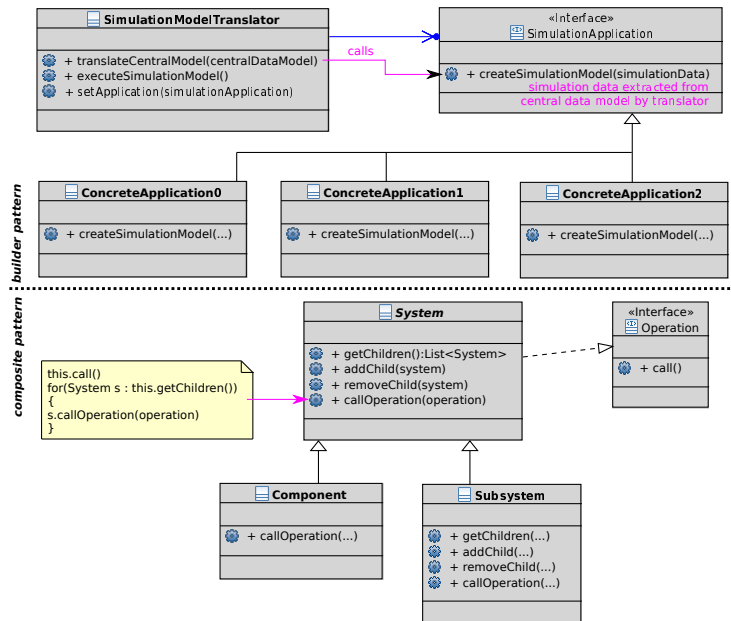 SimulationModelTranslator
+ translateCentralModel(centralDataModel)
+ executeSimulationModel()
+ setApplication(simulationApplication)
calls
«Interface»
SimulationApplication
+ createSimulationModel(simulationData)
simulation data extracted from
central data model by translator
builder pattern
ConcreteApplication0
+ createSimulationModel(...)
ConcreteApplication1
+ createSimulationModel(...)
ConcreteApplication2
+ createSimulationModel(...)
composite pattern
System
+ getChildren():List<System>
+ addChild(system)
+ removeChild(system)
+ callOperation(operation)
«Interface»
Operation
+ call()
this.call()
for(System s : this.getChildren())
{
s.callOperation(operation)
}
Component
+ callOperation(...)
Subsystem
+ getChildren(...)
+ addChild(...)
+ removeChild(...)
+ callOperation(...)